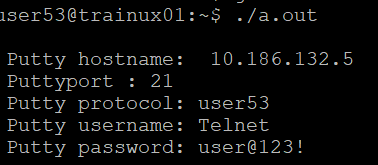 user53@trainux01:~$ ./a.out
Putty hostname:  10.186.132.5
Puttyport : 21
Putty protocol: user53
Putty username: Telnet
Putty password: user@123!